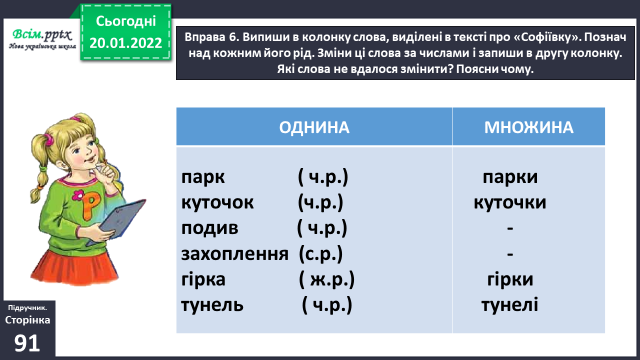 Всім.pptx
Нова українська школа
Сьогодні
20.01.2022
Вправа 6. Випиши в колонку слова, виділені в тексті про «Софіївку». Познач
над кожним його рід. Зміни ці слова за числами і запиши в другу колонку.
Які слова не вдалося змінити? Поясни чому.
ОДНИНА МНОЖИНА
парк ( ч.р.) парки
куточок (ч.р.) куточки
подив ( ч.р.) -
захоплення (с.р.) -
гірка ( ж.р.) гірки
тунель ( ч.р.) тунелі
Р
Підручник.
Сторінка
91